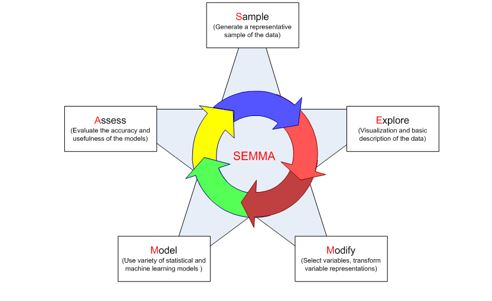 Sample
(Generate a representative
sample of the data)
Assess
(Evaluate the accuracy and
usefulness of the models)
Explore
(Visualization and basic
description of the data)
SEMMA
Model
(Use variety of statistical and
machine learning models )
Modify
(Select variables, transform
variable representations)